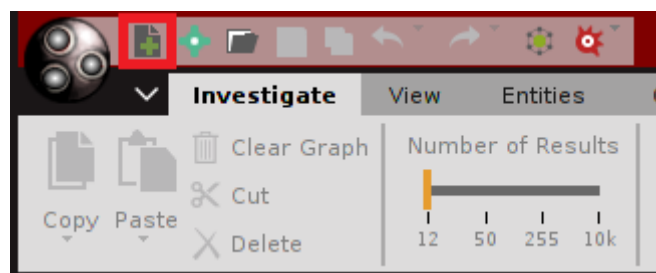 Investigate View Entities
Clear Graph Number of Results
Cut
Copy Paste
Delete 12 50 255 10k